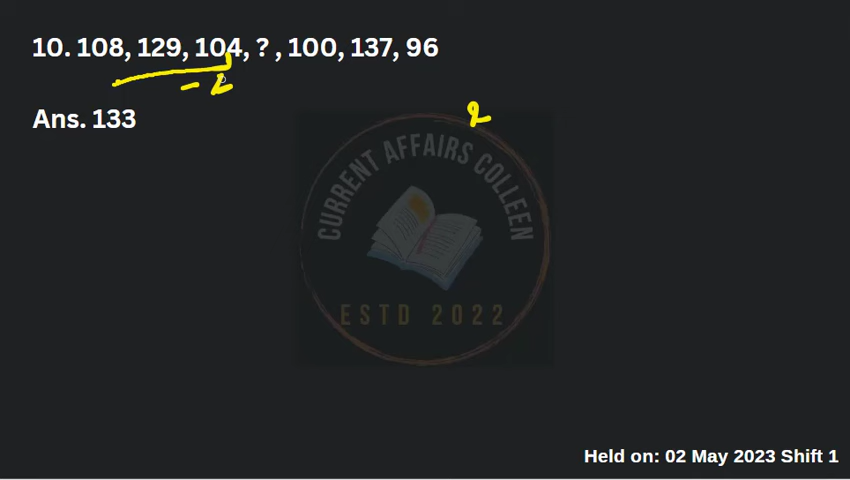 10. 108, 129, 104, ? , 100, 137, 96
- 2
2
Ans. 133
CURRENT AFFAIRS COLLEEN
ESTD 2022
Held on: 02 May 2023 Shift 1